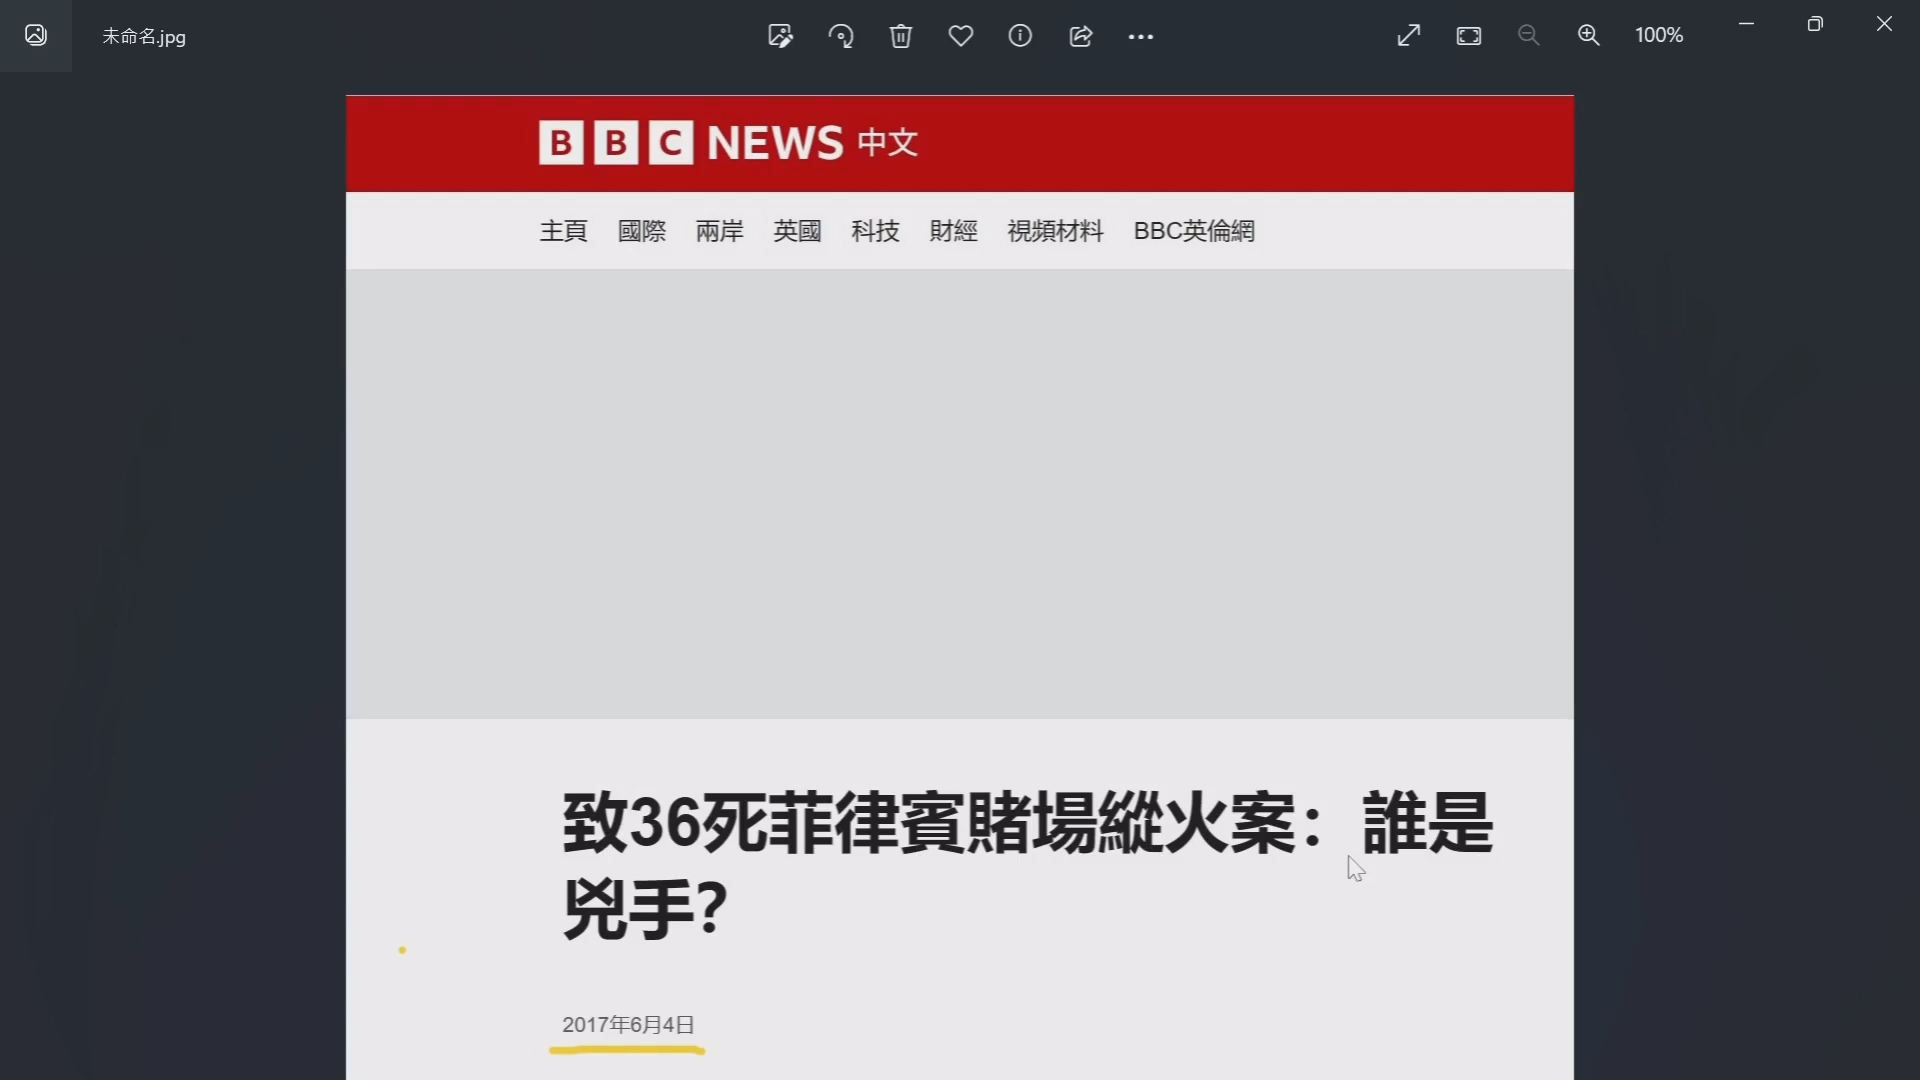 未命名.jpg
100%
BBC NEWS 中文
主頁 國際 兩岸 英國 科技 財經 視頻材料 BBC英倫網
致36死菲律賓賭場縱火案：誰是
兇手？
2017年6月4日